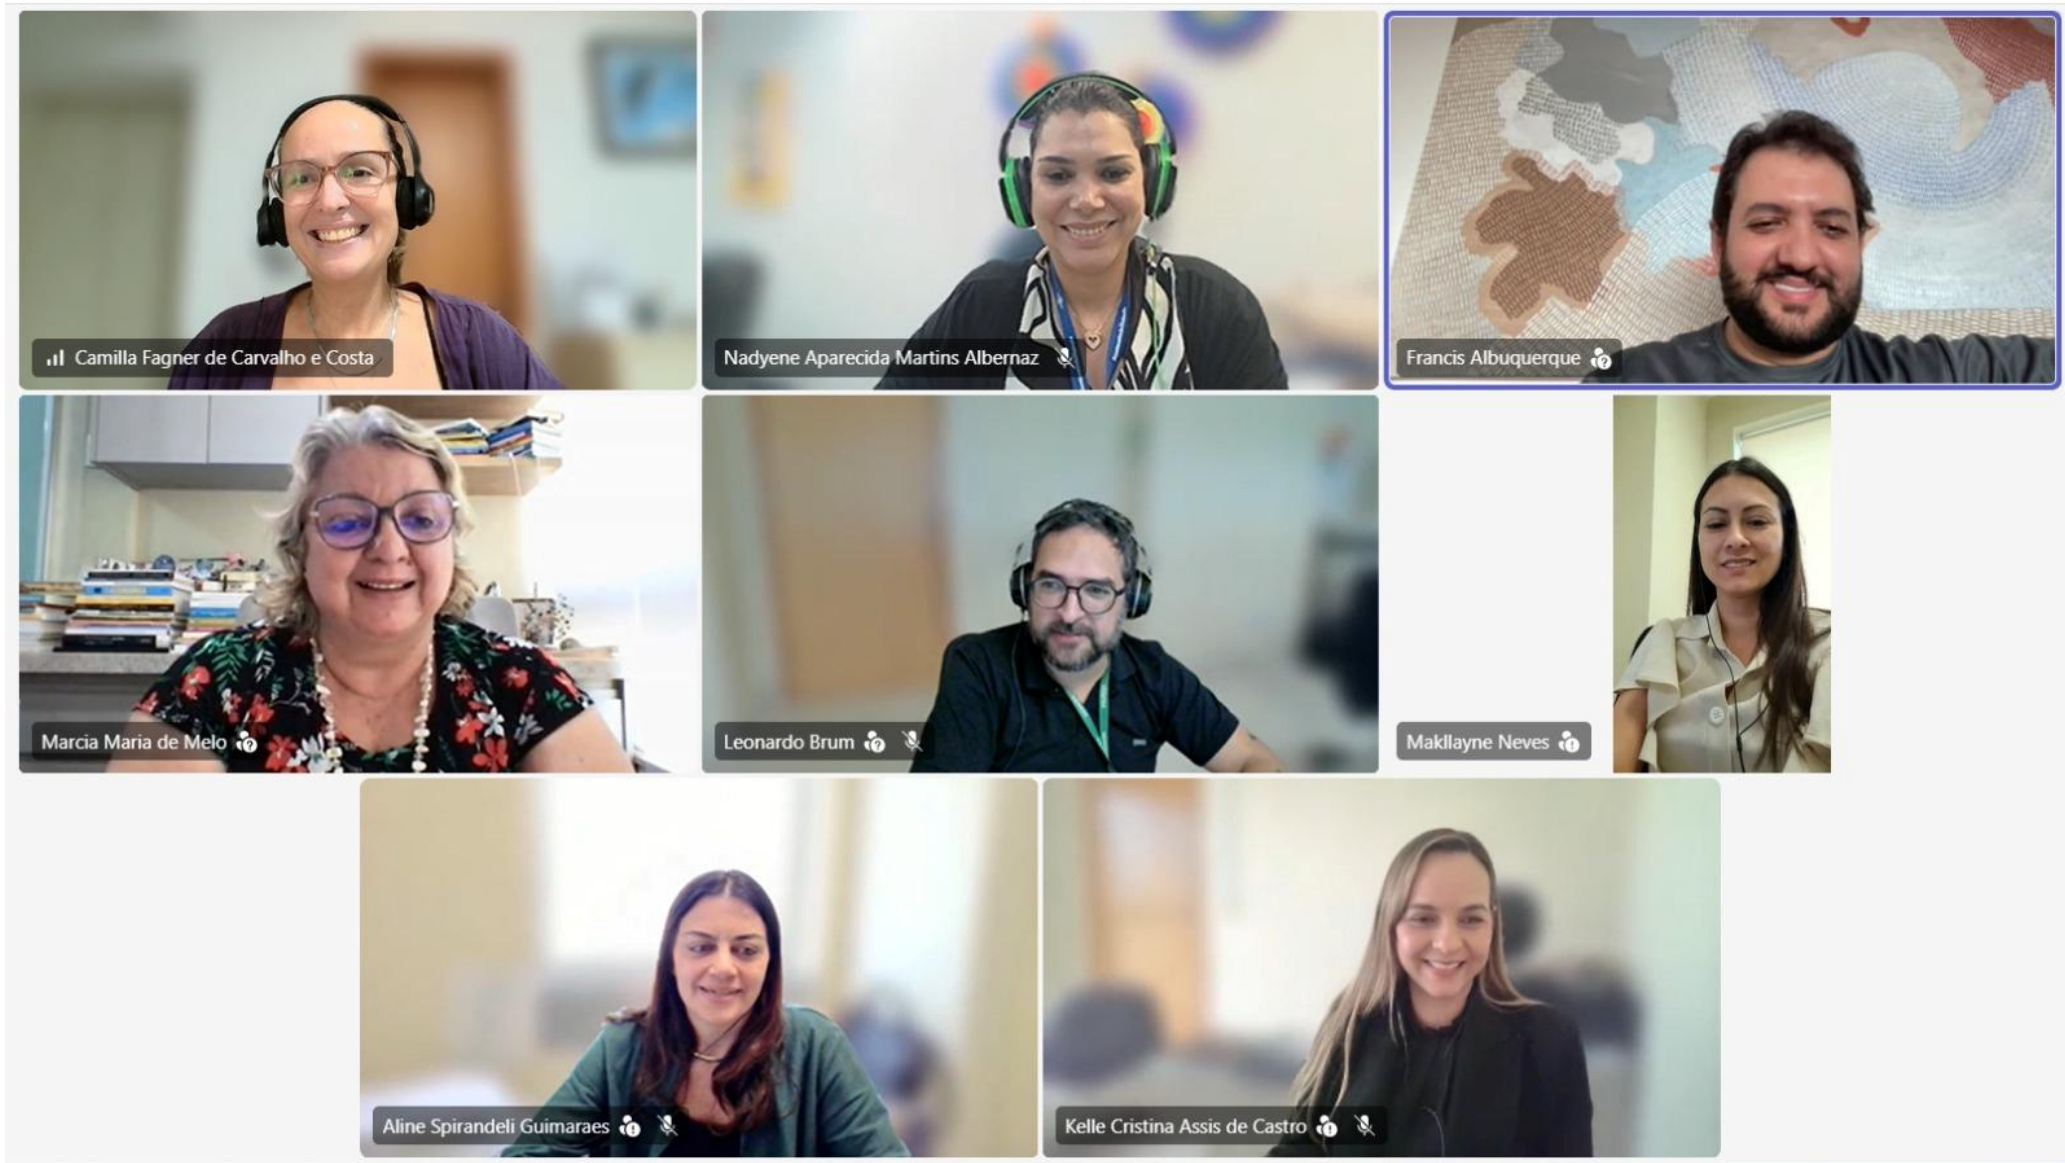 Camilla Fagner de Carvalho e Costa
Nadyene Aparecida Martins Albernaz
Francis Albuquerque
Marcia Maria de Melo
Leonardo Brum
Makllayne Neves
Aline Spirandeli Guimaraes
Kelle Cristina Assis de Castro